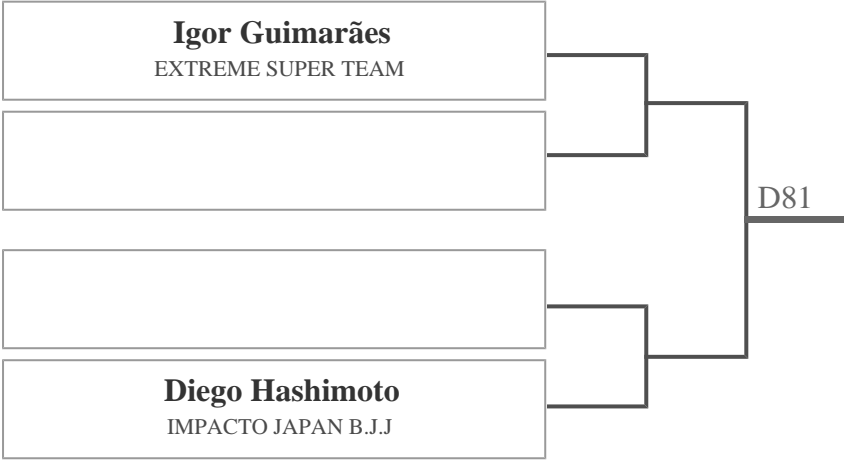 Igor Guimarães
EXTREME SUPER TEAM
D81
Diego Hashimoto
IMPACTO JAPAN B.J.J